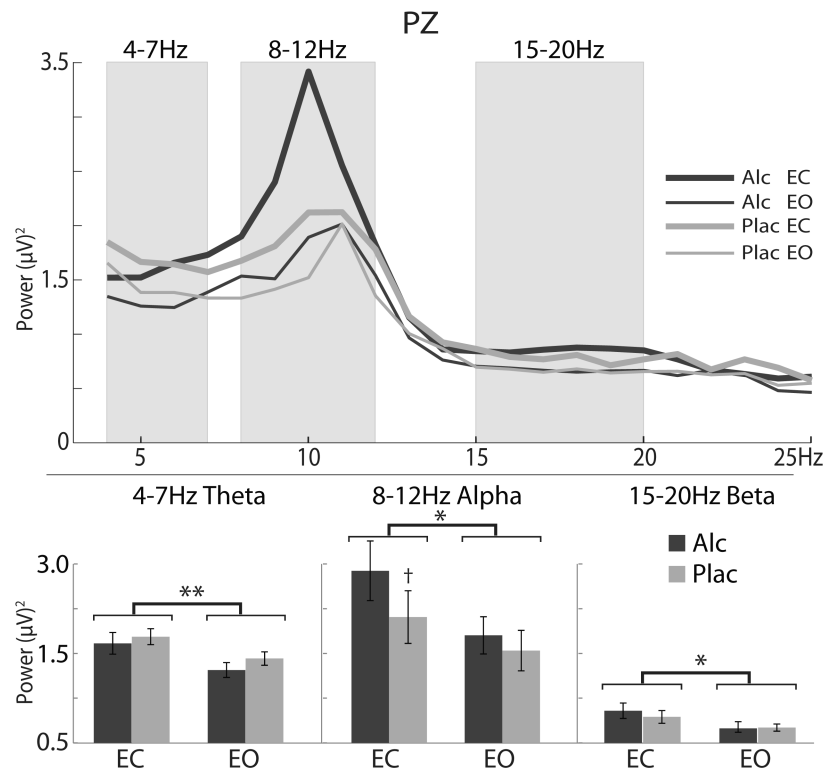 PZ
4-7Hz 8-12Hz 15-20Hz
3.5
Alc EC
Alc EO
Plac EC
Plac EO
Power (μV)²
1.5
0
5 10 15 20 25Hz
4-7Hz Theta 8-12Hz Alpha 15-20Hz Beta
*
Alc
Plac
3.0
†
**
Power (μV)²
1.5
*
0.5
EC EO EC EO EC EO